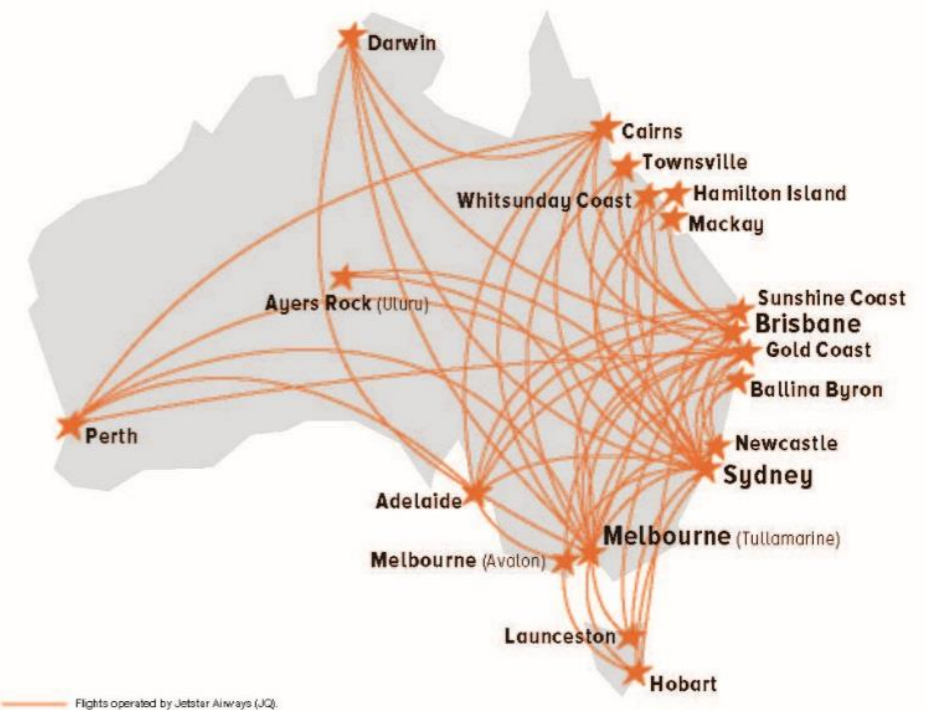 Darwin
Cairns
Townsville
Whitsunday Coast
Hamilton Island
Mackay
Ayers Rock (Uluru)
Sunshine Coast
Brisbane
Gold Coast
Ballina Byron
Perth
Newcastle
Sydney
Adelaide
Melbourne (Tullamarine)
Melbourne (Avalon)
Launceston
Hobart
Flights operated by Jetstar Airways (JQ).